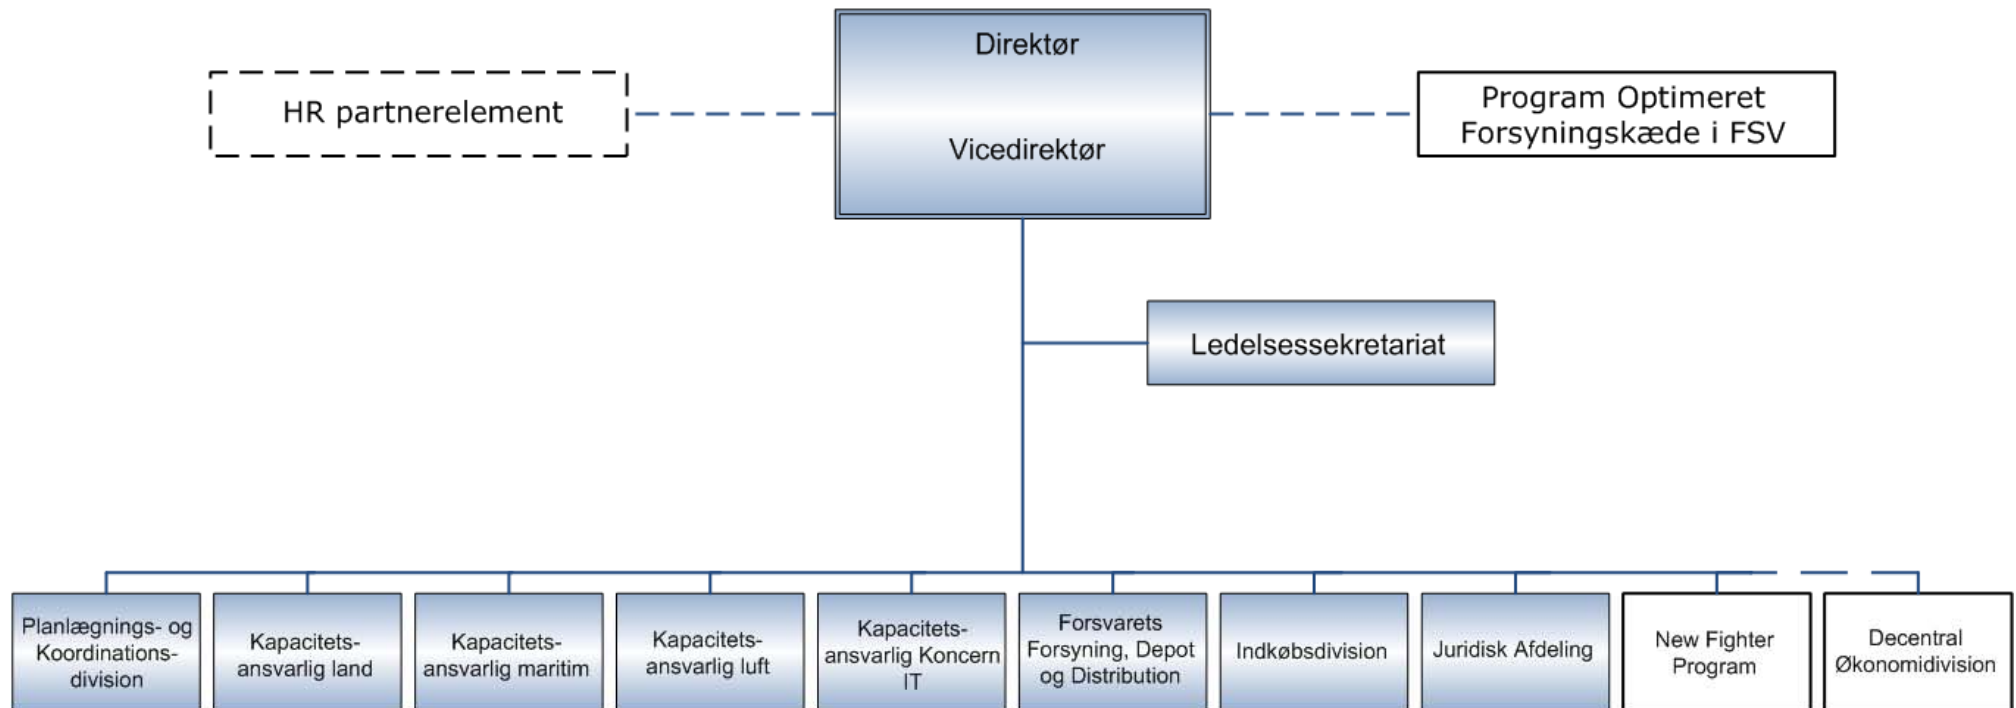 Direktør
Vicedirektør
HR partnerelement
Program Optimeret
Forsyningskæde i FSV
Ledelsessekretariat
Planlægnings- og
Koordinations-
division
Kapacitets-
ansvarlig land
Kapacitets-
ansvarlig maritim
Kapacitets-
ansvarlig luft
Kapacitets-
ansvarlig Koncern
IT
Forsvarets
Forsyning, Depot
og Distribution
Indkøbsdivision
Juridisk Afdeling
New Fighter
Program
Decentral
Økonomidivision